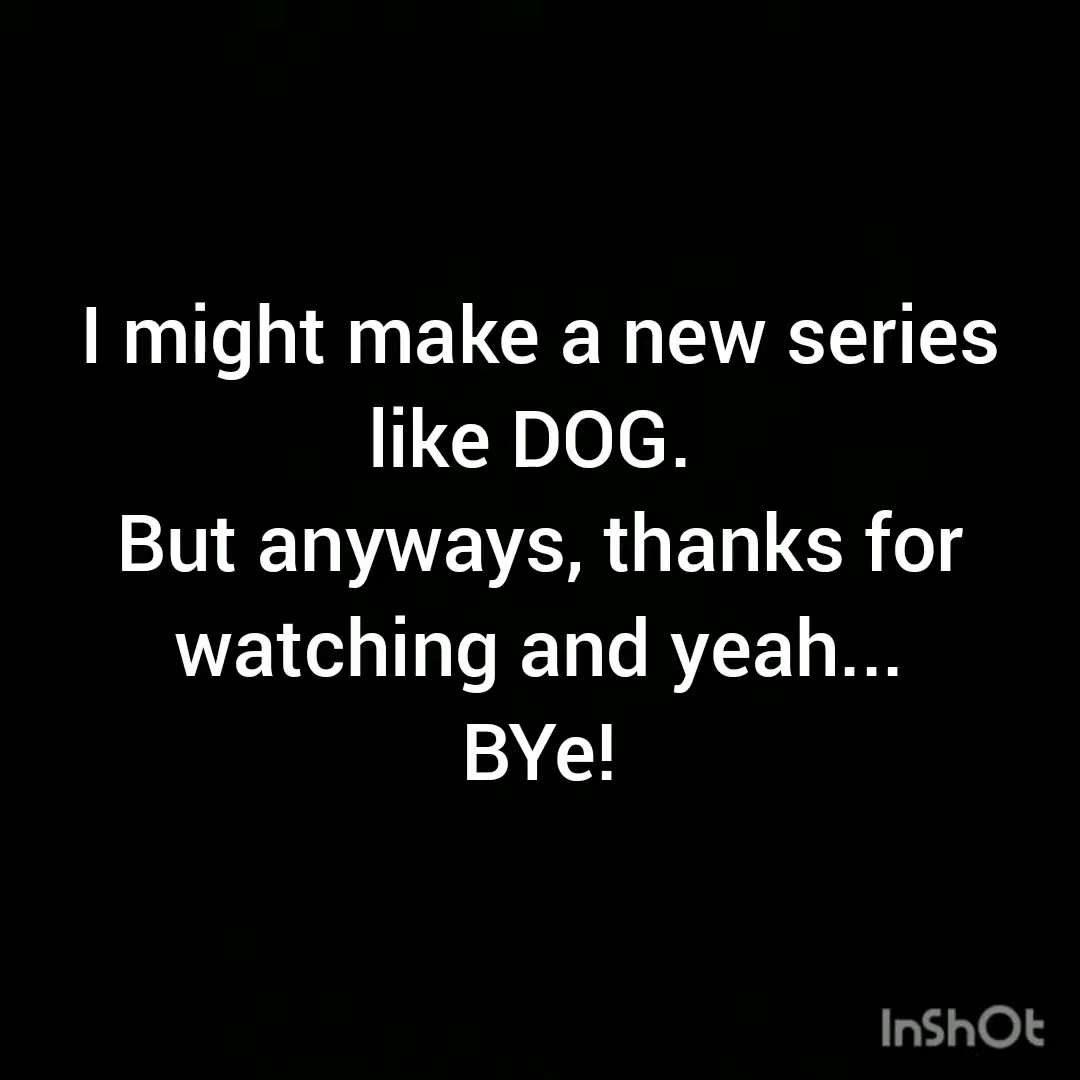 I might make a new series
like DOG.
But anyways, thanks for
watching and yeah...
BYe!
InShOt